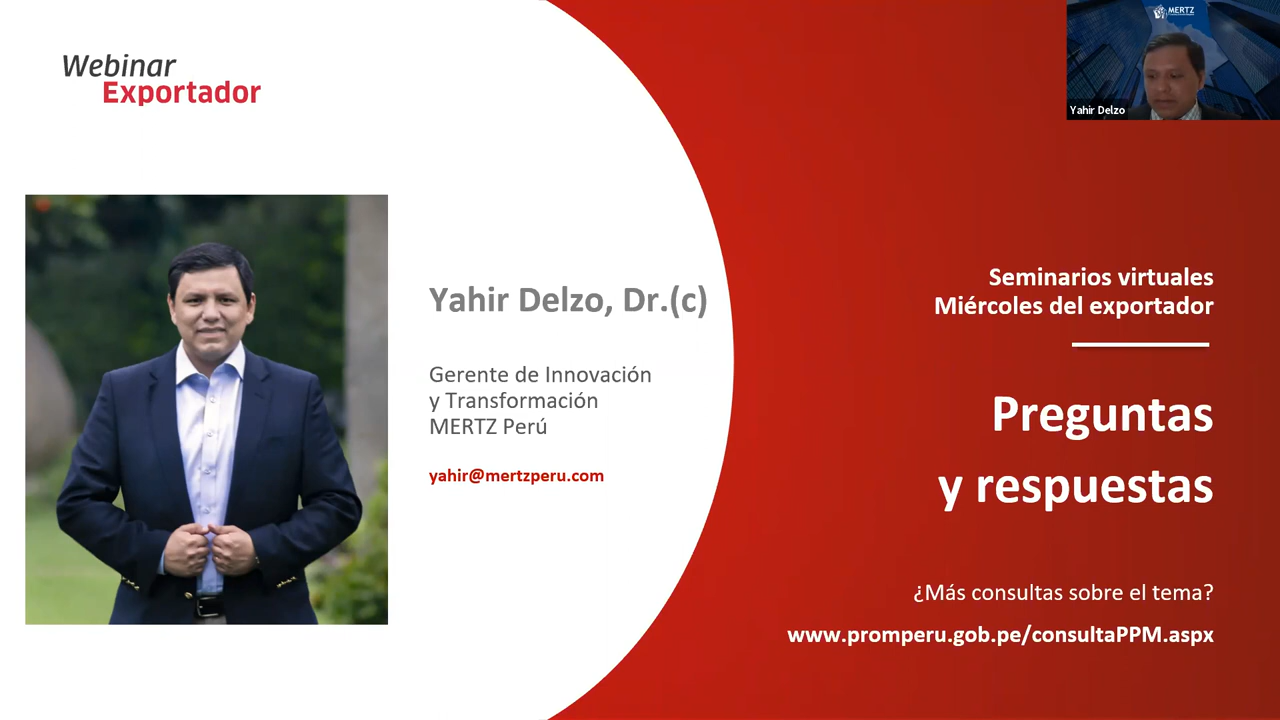 Webinar
Exportador
MERTZ
Yahir Delzo
Yahir Delzo, Dr.(c)
Gerente de Innovación
y Transformación
MERTZ Perú
yahir@mertzperu.com
Seminarios virtuales
Miércoles del exportador
Preguntas
y respuestas
¿Más consultas sobre el tema?
www.promperu.gob.pe/consultaPPM.aspx